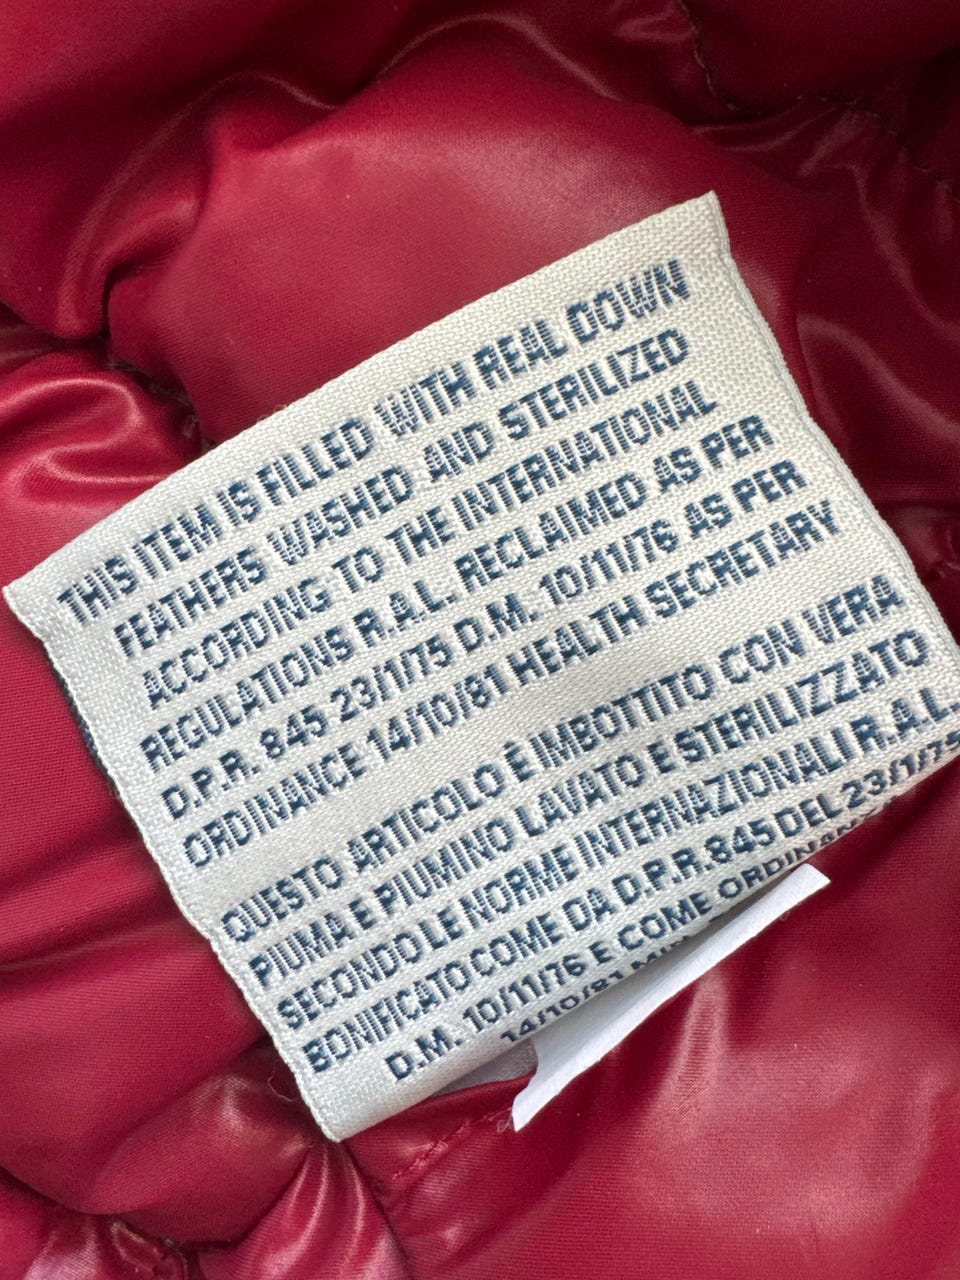 THIS ITEM IS FILLED WITH REAL DOWN
FEATHERS WASHED AND STERILIZED
ACCORDING TO THE INTERNATIONAL
REGULATIONS R.A.L. RECLAIMED AS PER
D.P.R. 845 23/1/75 D.M. 10/11/76 AS PER
ORDINANCE 14/10/81 HEALTH SECRETARY
QUESTO ARTICOLO È IMBOTTITO CON VERA
PIUMA E PIUMINO LAVATO E STERILIZZATO
SECONDO LE NORME INTERNAZIONALI R.A.L.
BONIFICATO COME DA D.P.R. 845 DEL 23/1/75
D.M. 10/11/76 E COME
14/10/81